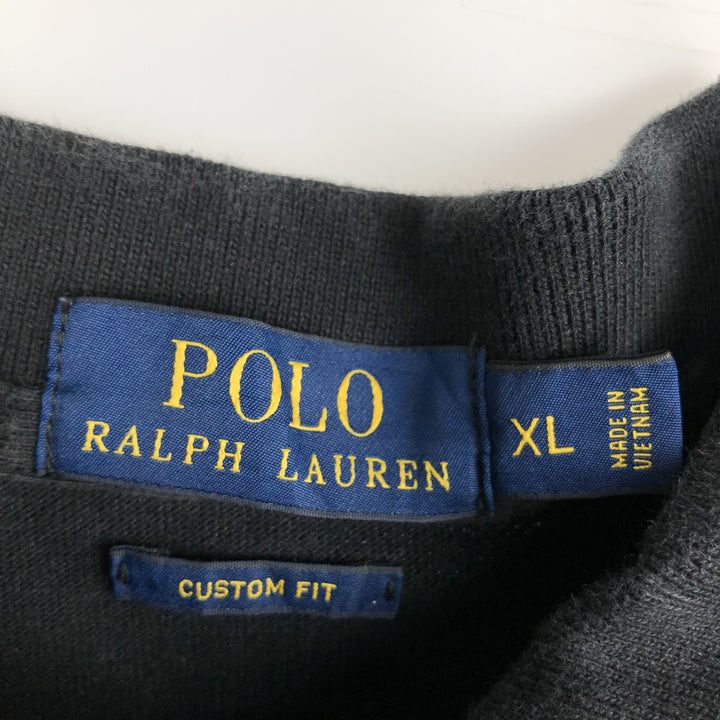 POLO
RALPH LAUREN
XL
MADE IN
VIETNAM
CUSTOM FIT